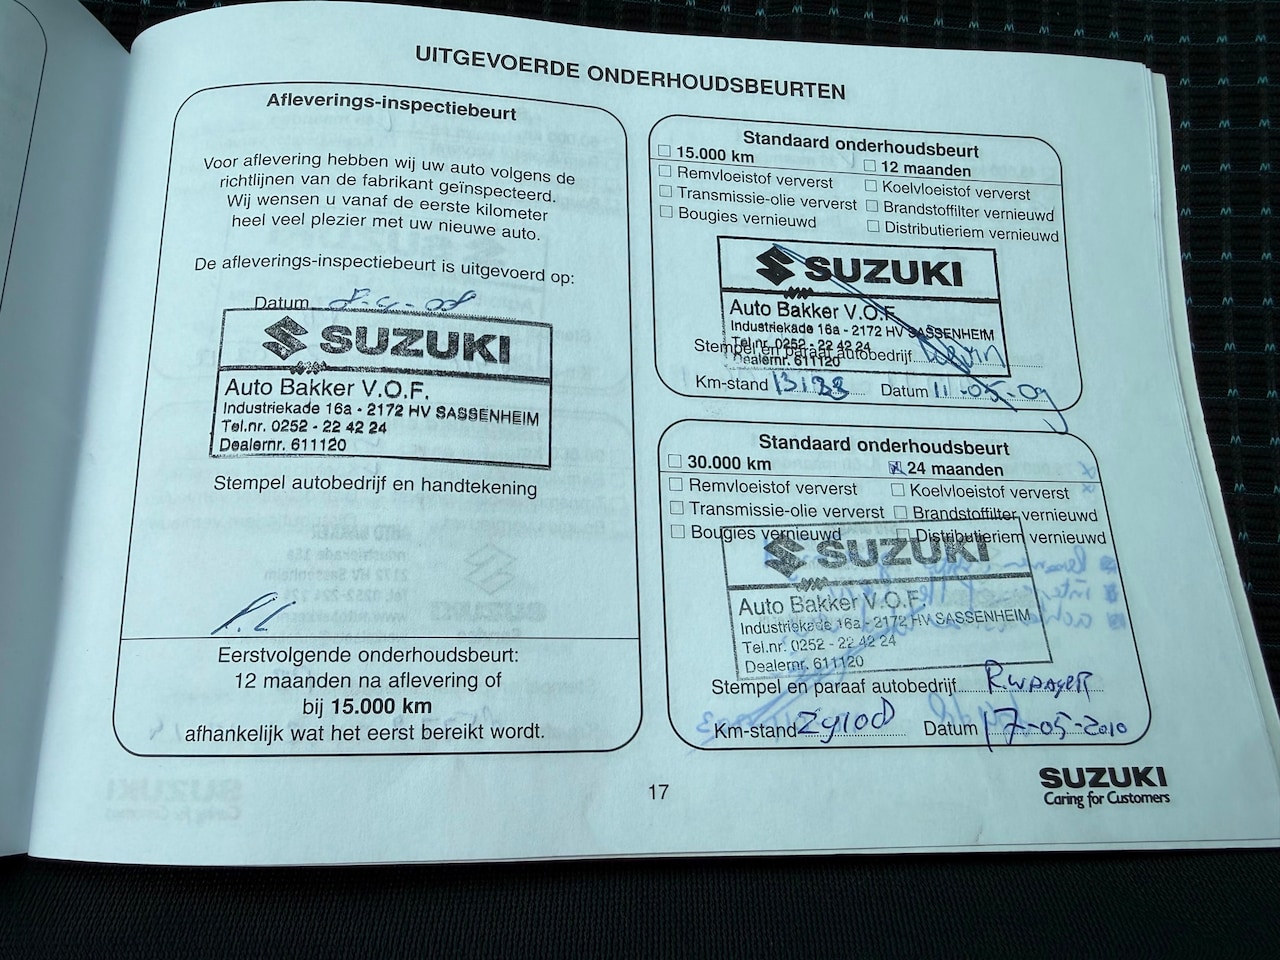 UITGEVOERDE ONDERHOUDSBEURTEN
Afleverings-inspectiebeurt
Voor aflevering hebben wij uw auto volgens de
richtlijnen van de fabrikant geïnspecteerd.
Wij wensen u vanaf de eerste kilometer
heel veel plezier met uw nieuwe auto.
De afleverings-inspectiebeurt is uitgevoerd op:
Datum
SUZUKI
Auto Bakker V.O.F.
Industriekade 16a - 2172 HV SASSENHEIM
Tel.nr. 0252 - 22 42 24
Dealernr. 611120
Stempel autobedrijf en handtekening
Eerstvolgende onderhoudsbeurt:
12 maanden na aflevering of
bij 15.000 km
afhankelijk wat het eerst bereikt wordt.
Standaard onderhoudsbeurt
15.000 km 12 maanden
Remvloeistof ververst Koelvloeistof ververst
Transmissie-olie ververst Brandstoffilter vernieuwd
Bougies vernieuwd Distributieriem vernieuwd
SUZUKI
Auto Bakker V.O.F.
Industriekade 16a - 2172 HV SASSENHEIM
Tel.nr. 0252 - 22 42 24
Stempel en paraaf autobedrijf
Dealernr. 611120
Km-stand 13133 Datum 11-05-09
Standaard onderhoudsbeurt
30.000 km 24 maanden
Remvloeistof ververst Koelvloeistof ververst
Transmissie-olie ververst Brandstoffilter vernieuwd
Bougies vernieuwd Distributieriem vernieuwd
SUZUKI
Auto Bakker V.O.F.
Industriekade 16a - 2172 HV SASSENHEIM
Tel.nr. 0252 - 22 42 24
Dealernr. 611120
Stempel en paraaf autobedrijf
Km-stand Datum 17-05-2010
17
SUZUKI
Caring for Customers